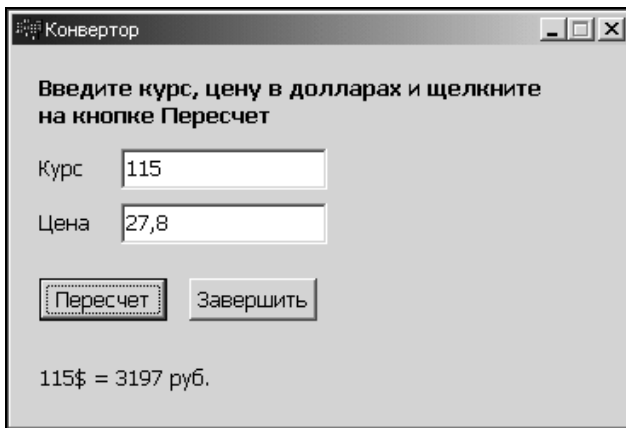 Конвертор
Введите курс, цену в долларах и щелкните
на кнопке Пересчет
Курс 115
Цена 27,8
Пересчет Завершить
115$ = 3197 руб.